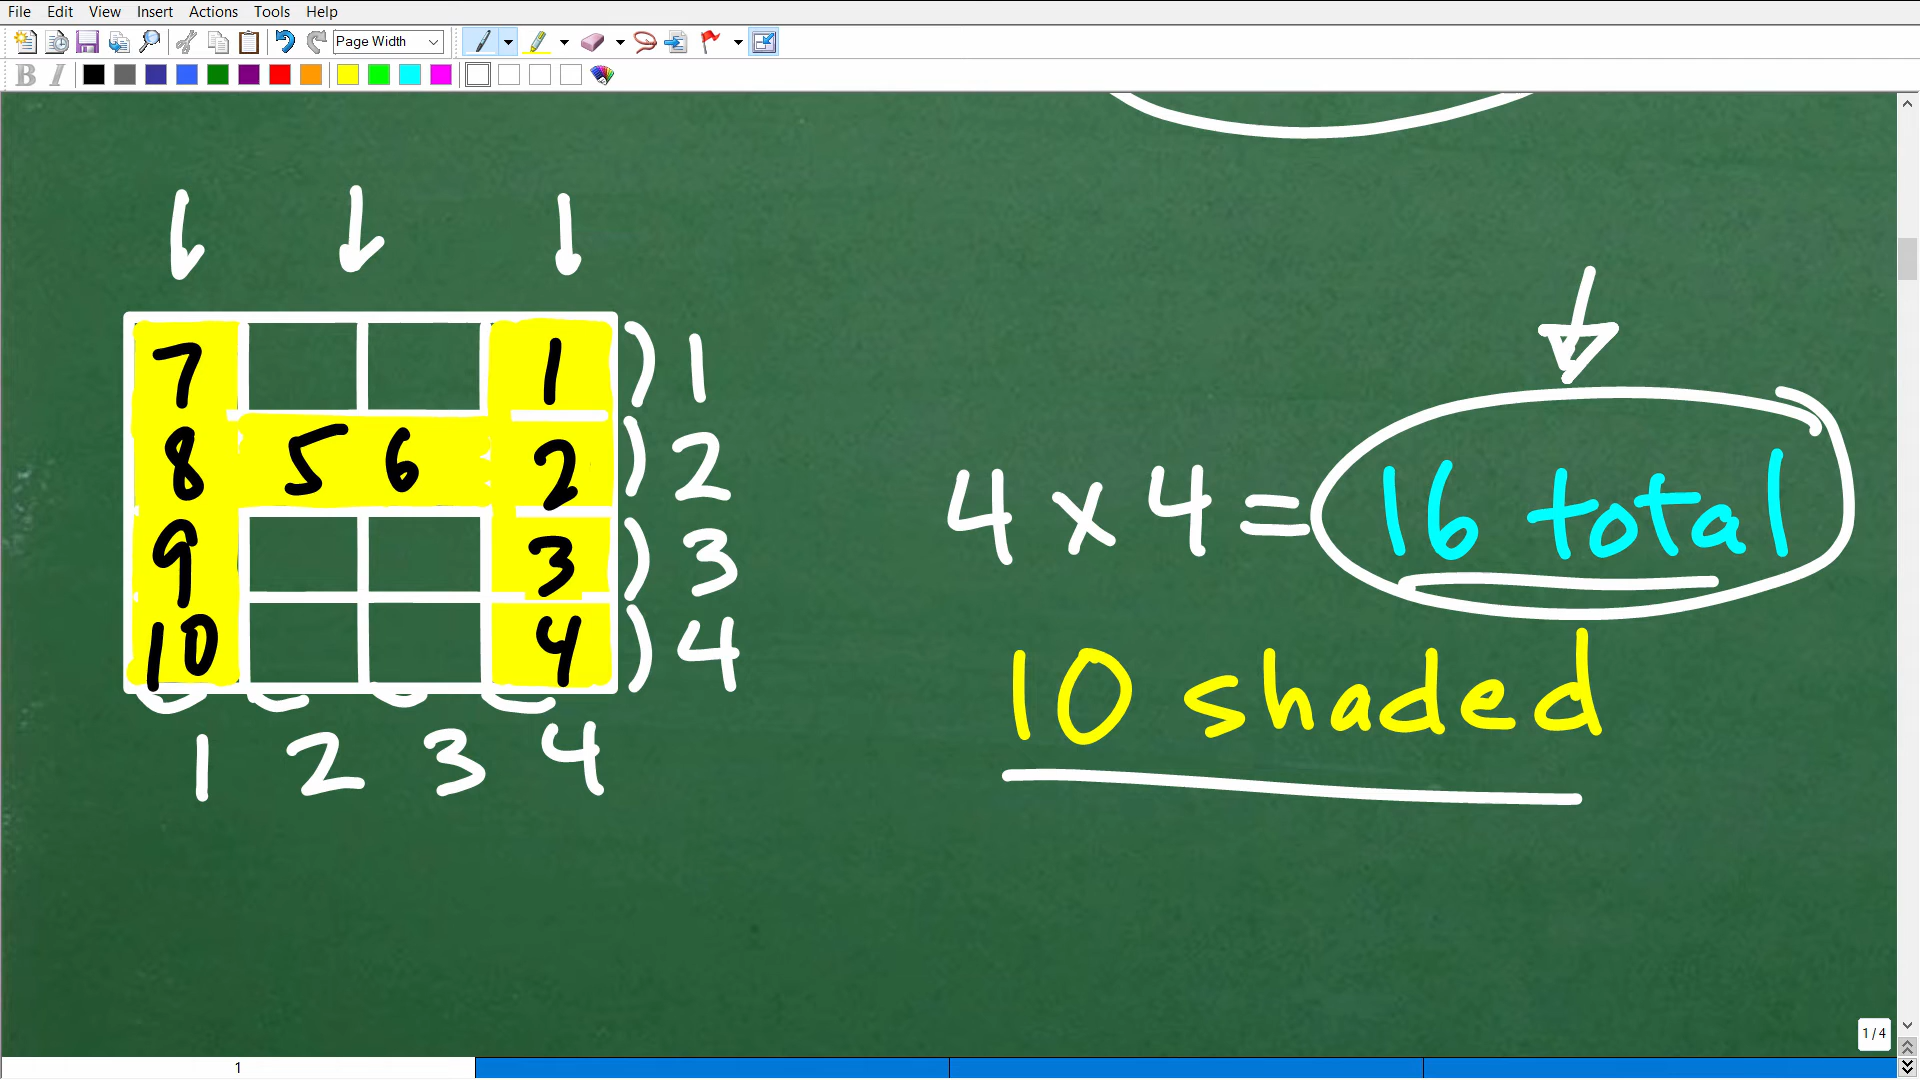 File Edit View Insert Actions Tools Help
Page Width
B I
7 1 ) 1
8 5 6 2 ) 2
9 3 ) 3
10 4 ) 4
1 2 3 4
4 x 4 = 16 total
10 shaded
1 / 4
1